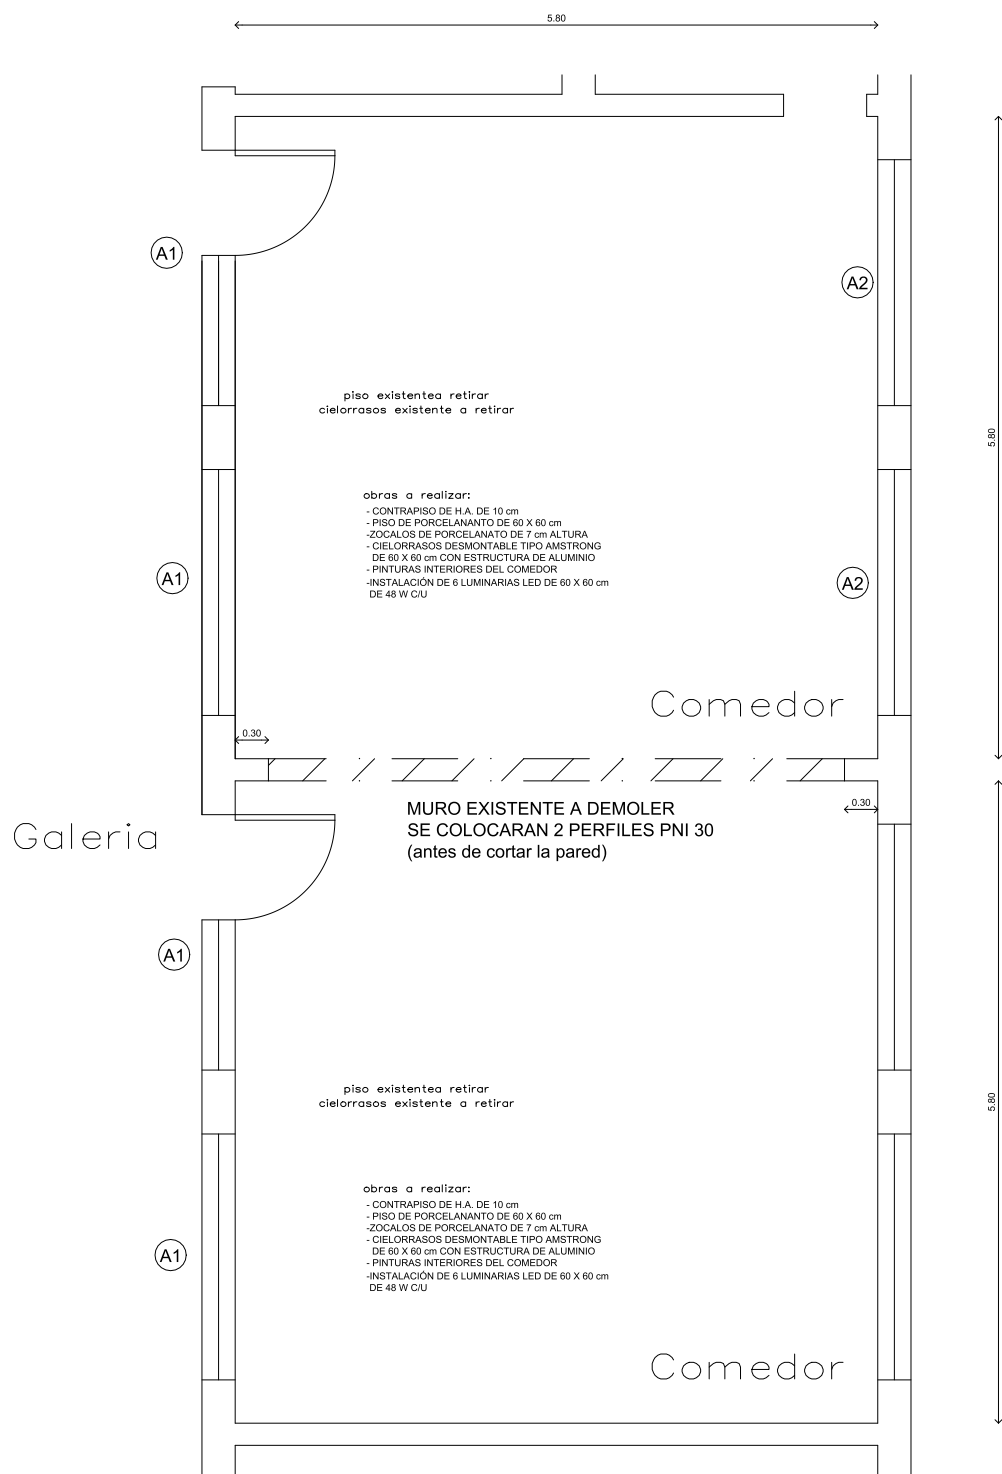 5.80
A1
A2
piso existentea retirar
cielorrasos existente a retirar
5.80
obras a realizar:
- CONTRAPISO DE H.A. DE 10 cm
- PISO DE PORCELANANTO DE 60 X 60 cm
-ZOCALOS DE PORCELANATO DE 7 cm ALTURA
- CIELORRASOS DESMONTABLE TIPO AMSTRONG
DE 60 X 60 cm CON ESTRUCTURA DE ALUMINIO
- PINTURAS INTERIORES DEL COMEDOR
-INSTALACIÓN DE 6 LUMINARIAS LED DE 60 X 60 cm
DE 48 W C/U
A1
A2
Comedor
0.30
0.30
MURO EXISTENTE A DEMOLER
SE COLOCARAN 2 PERFILES PNI 30
(antes de cortar la pared)
Galeria
A1
piso existentea retirar
cielorrasos existente a retirar
5.80
obras a realizar:
- CONTRAPISO DE H.A. DE 10 cm
- PISO DE PORCELANANTO DE 60 X 60 cm
-ZOCALOS DE PORCELANATO DE 7 cm ALTURA
- CIELORRASOS DESMONTABLE TIPO AMSTRONG
DE 60 X 60 cm CON ESTRUCTURA DE ALUMINIO
- PINTURAS INTERIORES DEL COMEDOR
-INSTALACIÓN DE 6 LUMINARIAS LED DE 60 X 60 cm
DE 48 W C/U
A1
Comedor